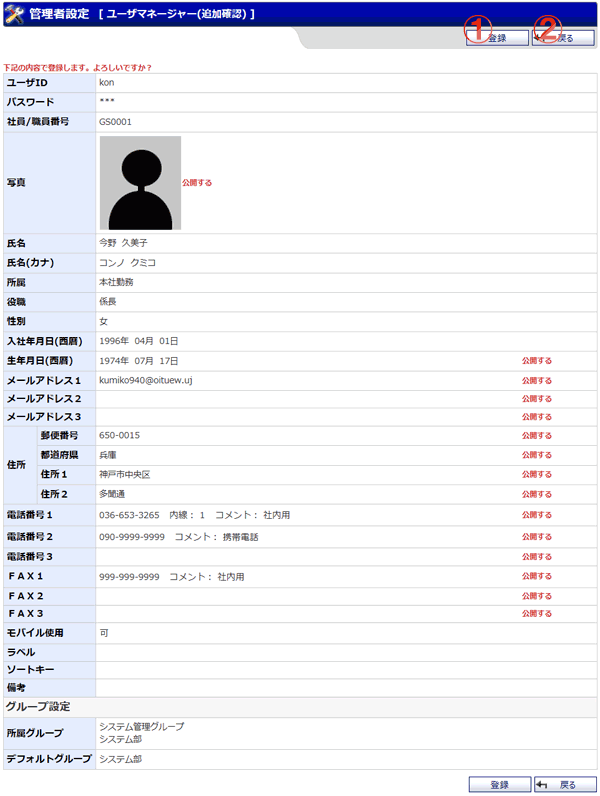 管理者設定 [ ユーザマネージャー(追加確認) ]
① 登録 ② 戻る
下記の内容で登録します。よろしいですか？
ユーザID kon
パスワード ***
社員/職員番号 GS0001
写真 公開する
氏名 今野 久美子
氏名(カナ) コンノ クミコ
所属 本社勤務
役職 係長
性別 女
入社年月日(西暦) 1996年 04月 01日
生年月日(西暦) 1974年 07月 17日 公開する
メールアドレス１ kumiko940@oituew.uj 公開する
メールアドレス２ 公開する
メールアドレス３ 公開する
住所
郵便番号 650-0015 公開する
都道府県 兵庫 公開する
住所１ 神戸市中央区 公開する
住所２ 多聞通 公開する
電話番号１ 036-653-3265 内線： 1 コメント： 社内用 公開する
電話番号２ 090-9999-9999 コメント： 携帯電話 公開する
電話番号３ 公開する
ＦＡＸ１ 999-999-9999 コメント： 社内用 公開する
ＦＡＸ２ 公開する
ＦＡＸ３ 公開する
モバイル使用 可
ラベル
ソートキー
備考
グループ設定
所属グループ システム管理グループ
システム部
デフォルトグループ システム部
登録 戻る